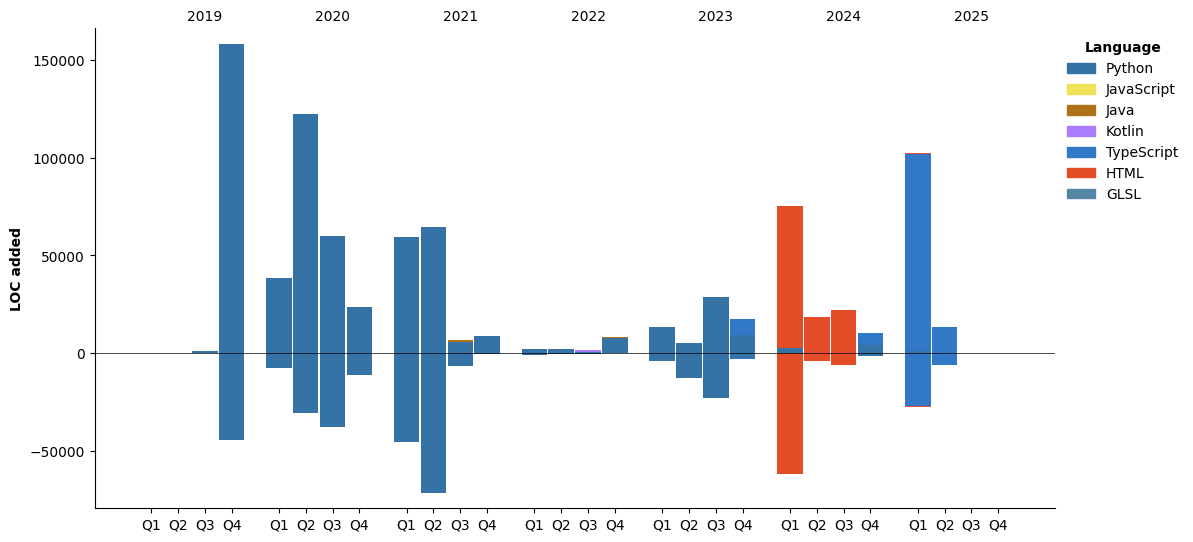 2019 2020 2021 2022 2023 2024 2025
Language
Python
JavaScript
Java
Kotlin
TypeScript
HTML
GLSL
LOC added
150000
100000
50000
0
−50000
Q1 Q2 Q3 Q4 Q1 Q2 Q3 Q4 Q1 Q2 Q3 Q4 Q1 Q2 Q3 Q4 Q1 Q2 Q3 Q4 Q1 Q2 Q3 Q4 Q1 Q2 Q3 Q4